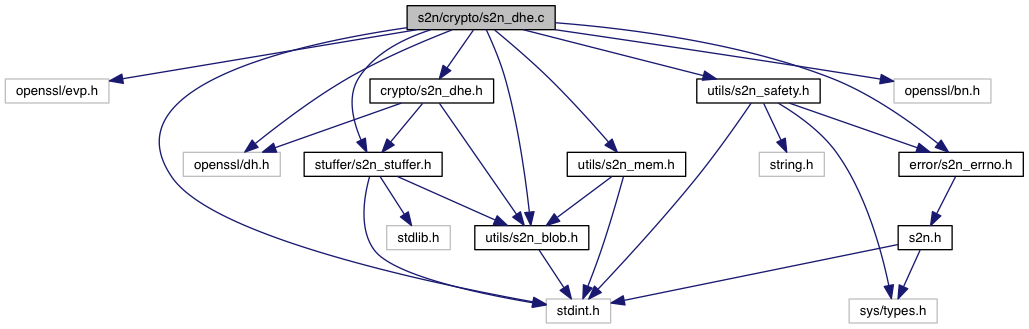 s2n/crypto/s2n_dhe.c
openssl/evp.h
crypto/s2n_dhe.h
utils/s2n_safety.h
openssl/bn.h
openssl/dh.h
stuffer/s2n_stuffer.h
utils/s2n_mem.h
string.h
error/s2n_errno.h
stdlib.h
utils/s2n_blob.h
s2n.h
stdint.h
sys/types.h